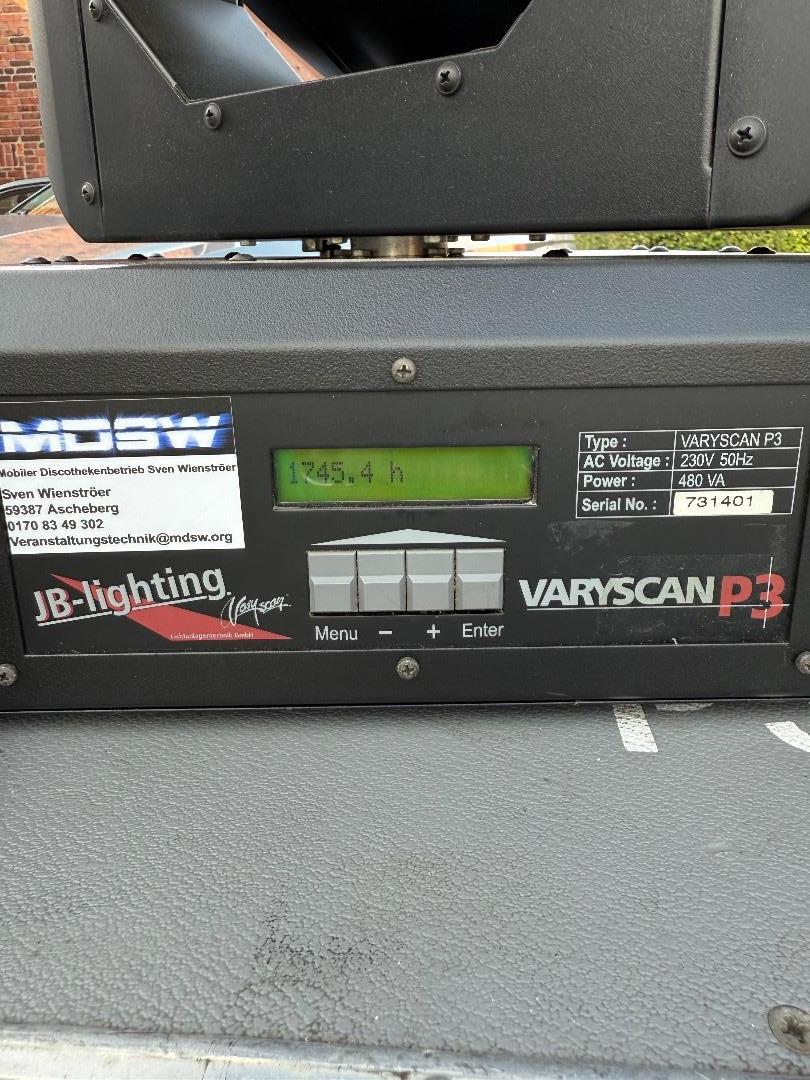 MDSW
Mobiler Discothekenbetrieb Sven Wienströer
Sven Wienströer
59387 Ascheberg
0170 83 49 302
Veranstaltungstechnik@mdsw.org
1745.4 h
Type : VARYSCAN P3
AC Voltage : 230V 50Hz
Power : 480 VA
Serial No. : 731401
JB-lighting
Varyscan
Lichtanlagentechnik GmbH
Menu − + Enter
VARYSCAN P3